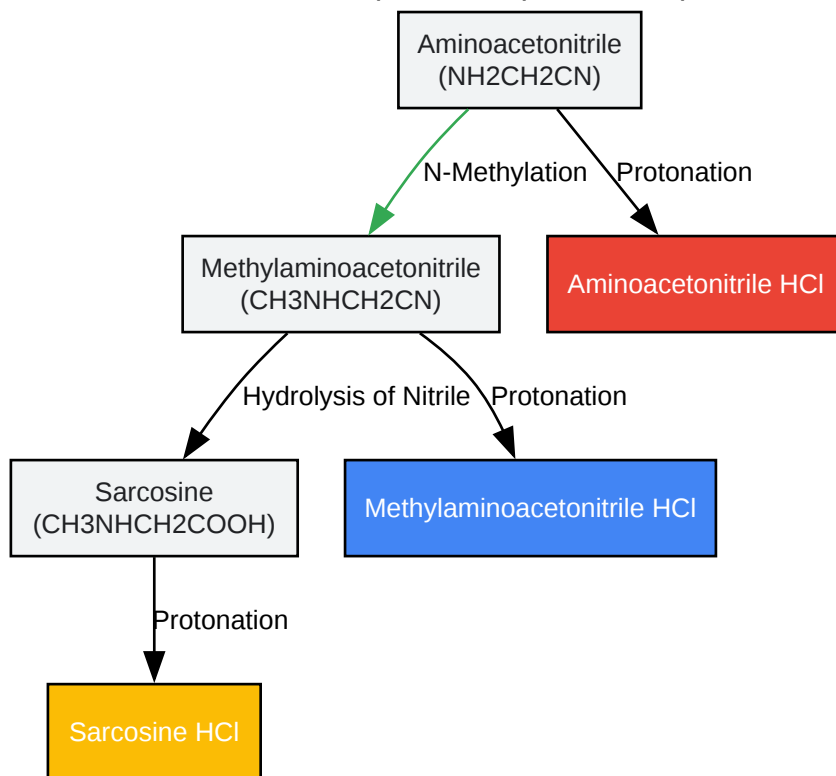 Aminoacetonitrile
(NH2CH2CN)
N-Methylation
Protonation
Methylaminoacetonitrile
(CH3NHCH2CN)
Aminoacetonitrile HCl
Hydrolysis of Nitrile
Protonation
Sarcosine
(CH3NHCH2COOH)
Methylaminoacetonitrile HCl
Protonation
Sarcosine HCl